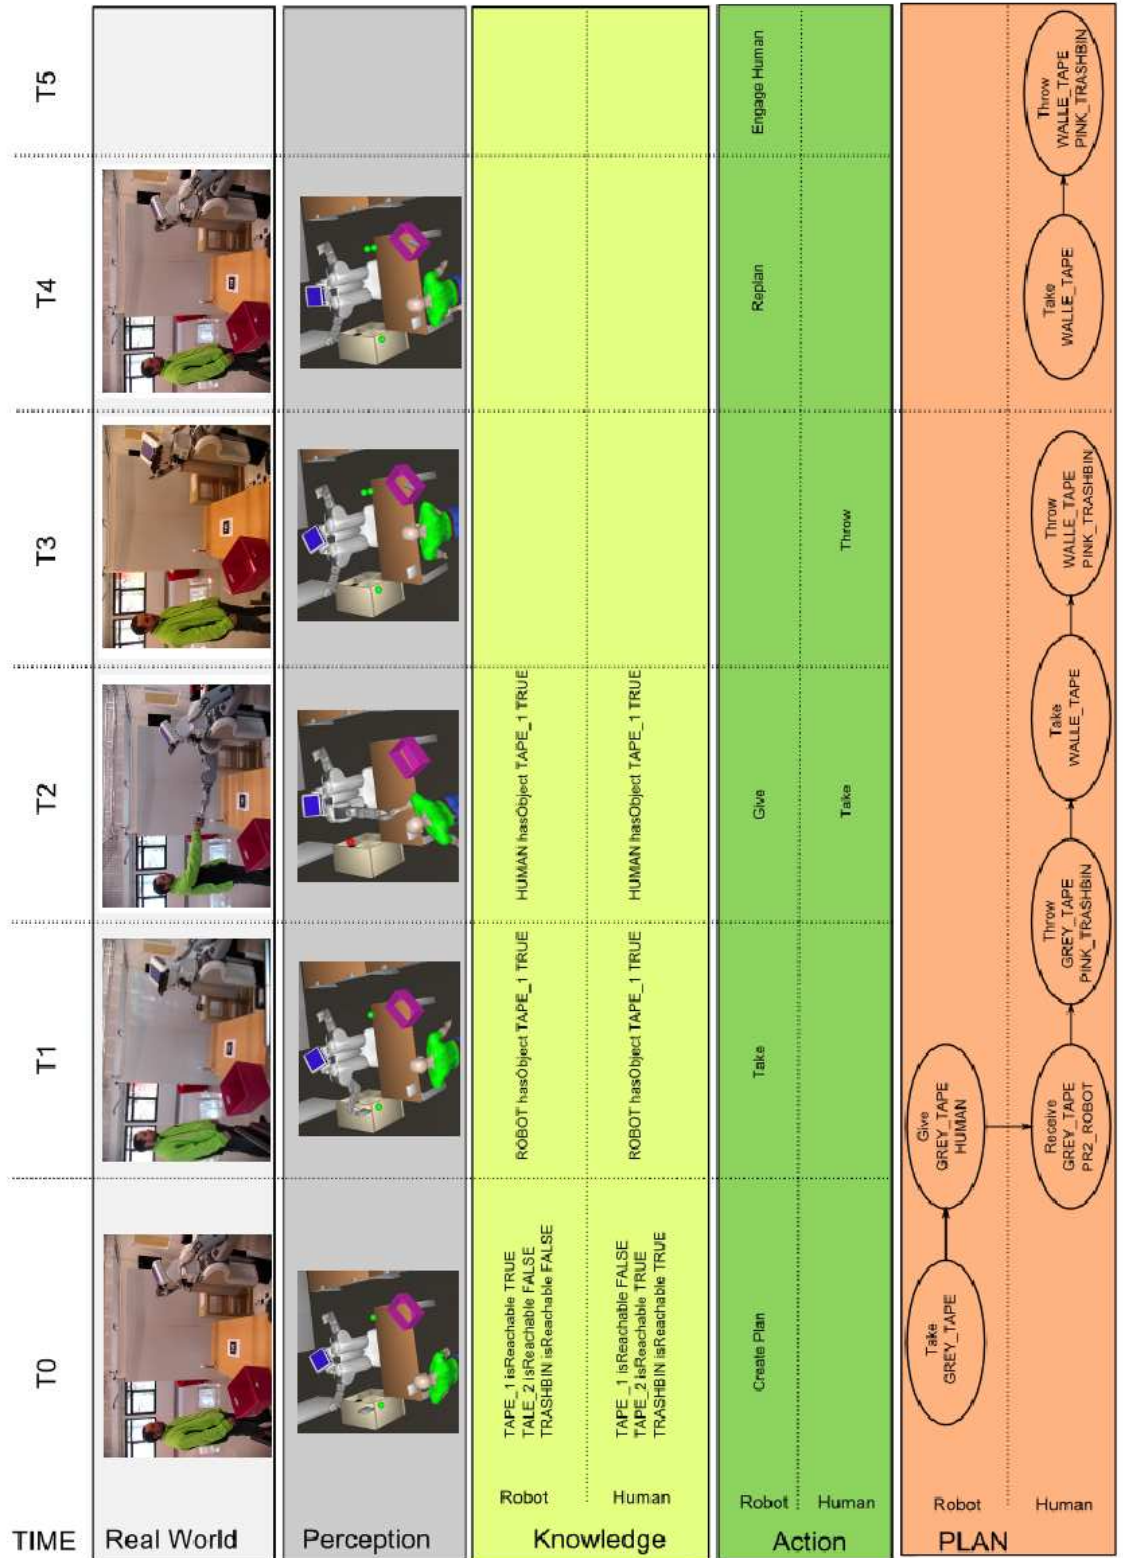 TIME
T0
T1
T2
T3
T4
T5
Real World
Perception
Knowledge
Robot
TAPE_1 isReachable TRUE
TALE_2 isReachable FALSE
TRASHBIN isReachable FALSE
ROBOT hasObject TAPE_1 TRUE
HUMAN hasObject TAPE_1 TRUE
Human
TAPE_1 isReachable FALSE
TAPE_2 isReachable TRUE
TRASHBIN isReachable TRUE
ROBOT hasObject TAPE_1 TRUE
HUMAN hasObject TAPE_1 TRUE
Action
Robot
Create Plan
Take
Give
Replan
Engage Human
Human
Take
Throw
PLAN
Robot
Take
GREY_TAPE
Give
GREY_TAPE
HUMAN
Human
Receive
GREY_TAPE
PR2_ROBOT
Throw
GREY_TAPE
PINK_TRASHBIN
Take
WALLE_TAPE
Throw
WALLE_TAPE
PINK_TRASHBIN
Take
WALLE_TAPE
Throw
WALLE_TAPE
PINK_TRASHBIN